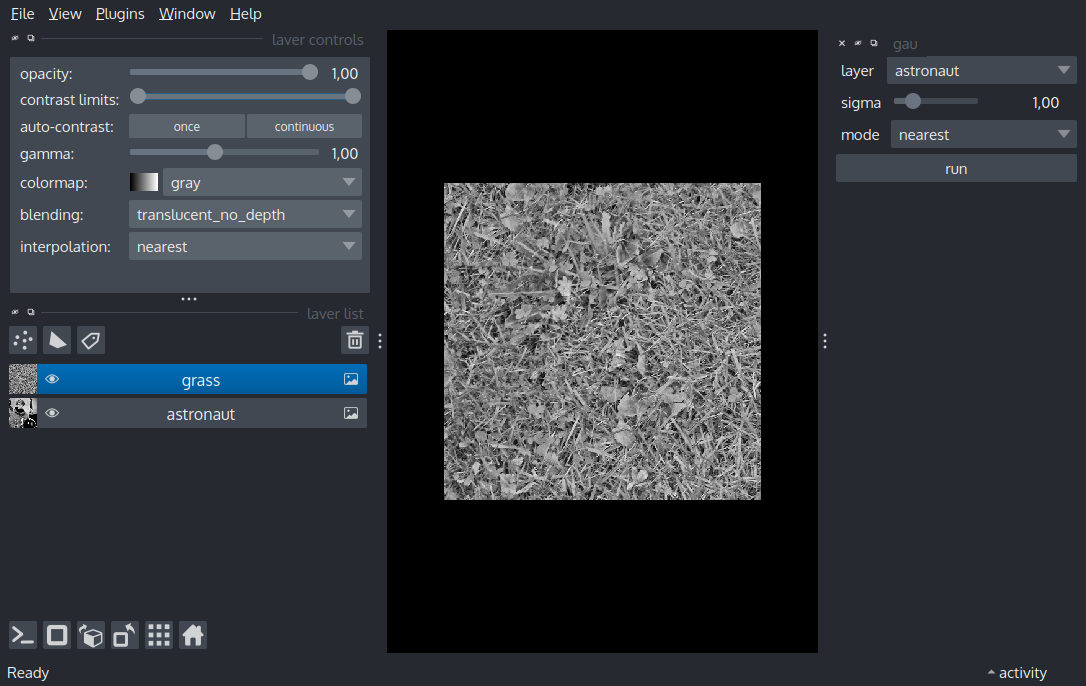 File View Plugins Window Help
layer controls
opacity: 1,00
contrast limits:
auto-contrast: once continuous
gamma: 1,00
colormap: gray
blending: translucent_no_depth
interpolation: nearest
layer list
grass
astronaut
gau
layer astronaut
sigma 1,00
mode nearest
run
Ready
activity